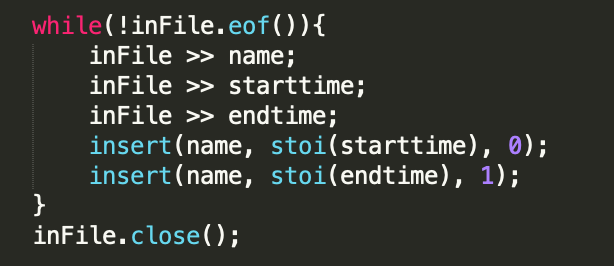 while(!inFile.eof()){
    inFile >> name;
    inFile >> starttime;
    inFile >> endtime;
    insert(name, stoi(starttime), 0);
    insert(name, stoi(endtime), 1);
}
inFile.close();